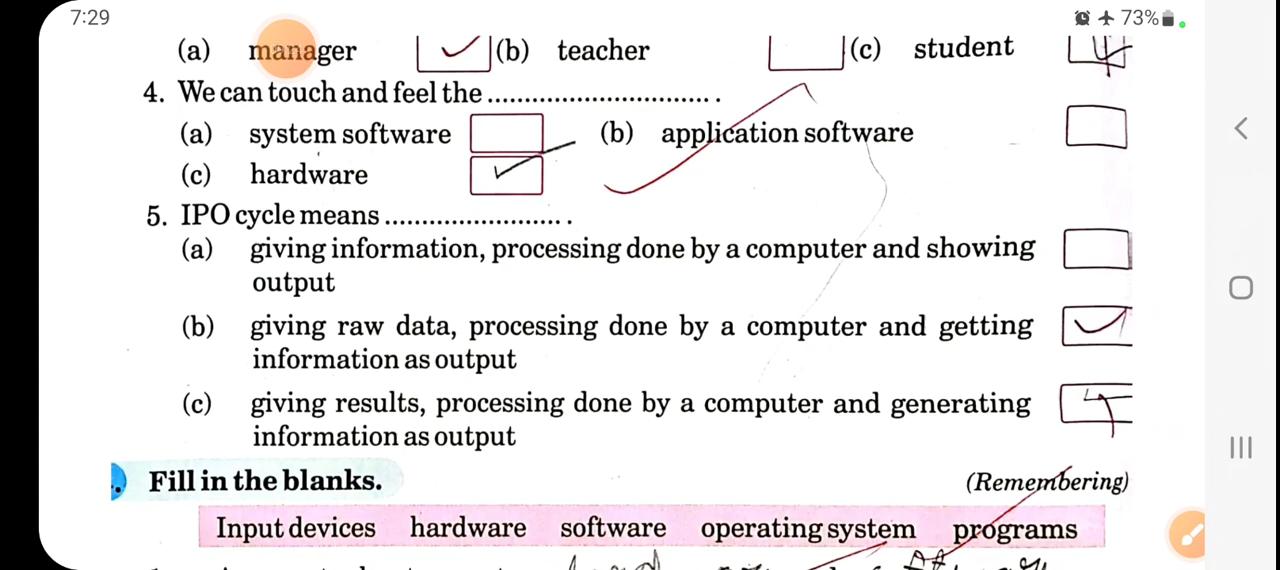 7:29
73%
(a) manager (b) teacher (c) student
4. We can touch and feel the ............................... .
(a) system software (b) application software
(c) hardware
5. IPO cycle means ........................ .
(a) giving information, processing done by a computer and showing
output
(b) giving raw data, processing done by a computer and getting
information as output
(c) giving results, processing done by a computer and generating
information as output
Fill in the blanks. (Remembering)
Input devices hardware software operating system programs